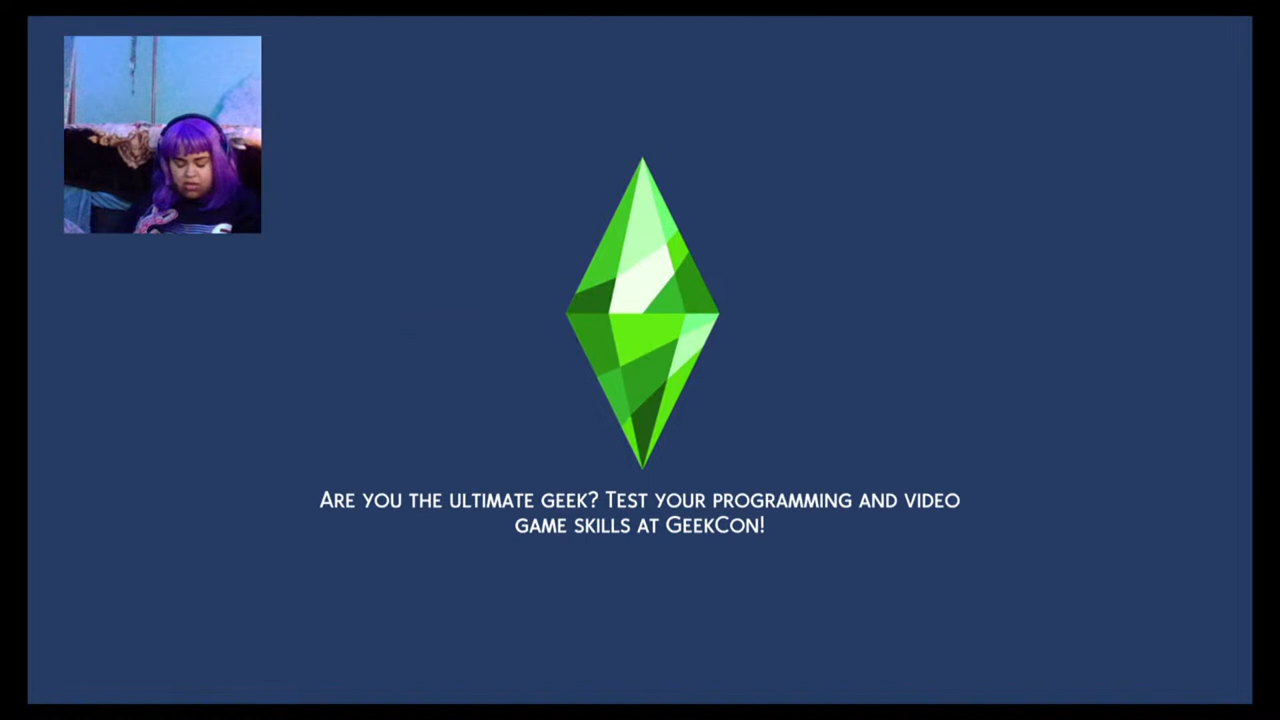 Are you the ultimate geek? Test your programming and video
game skills at GeekCon!